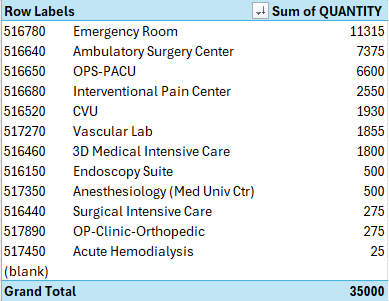 Row Labels Sum of QUANTITY
516780 Emergency Room 11315
516640 Ambulatory Surgery Center 7375
516650 OPS-PACU 6600
516680 Interventional Pain Center 2550
516520 CVU 1930
517270 Vascular Lab 1855
516460 3D Medical Intensive Care 1800
516150 Endoscopy Suite 500
517350 Anesthesiology (Med Univ Ctr) 500
516440 Surgical Intensive Care 275
517890 OP-Clinic-Orthopedic 275
517450 Acute Hemodialysis 25
(blank)
Grand Total 35000